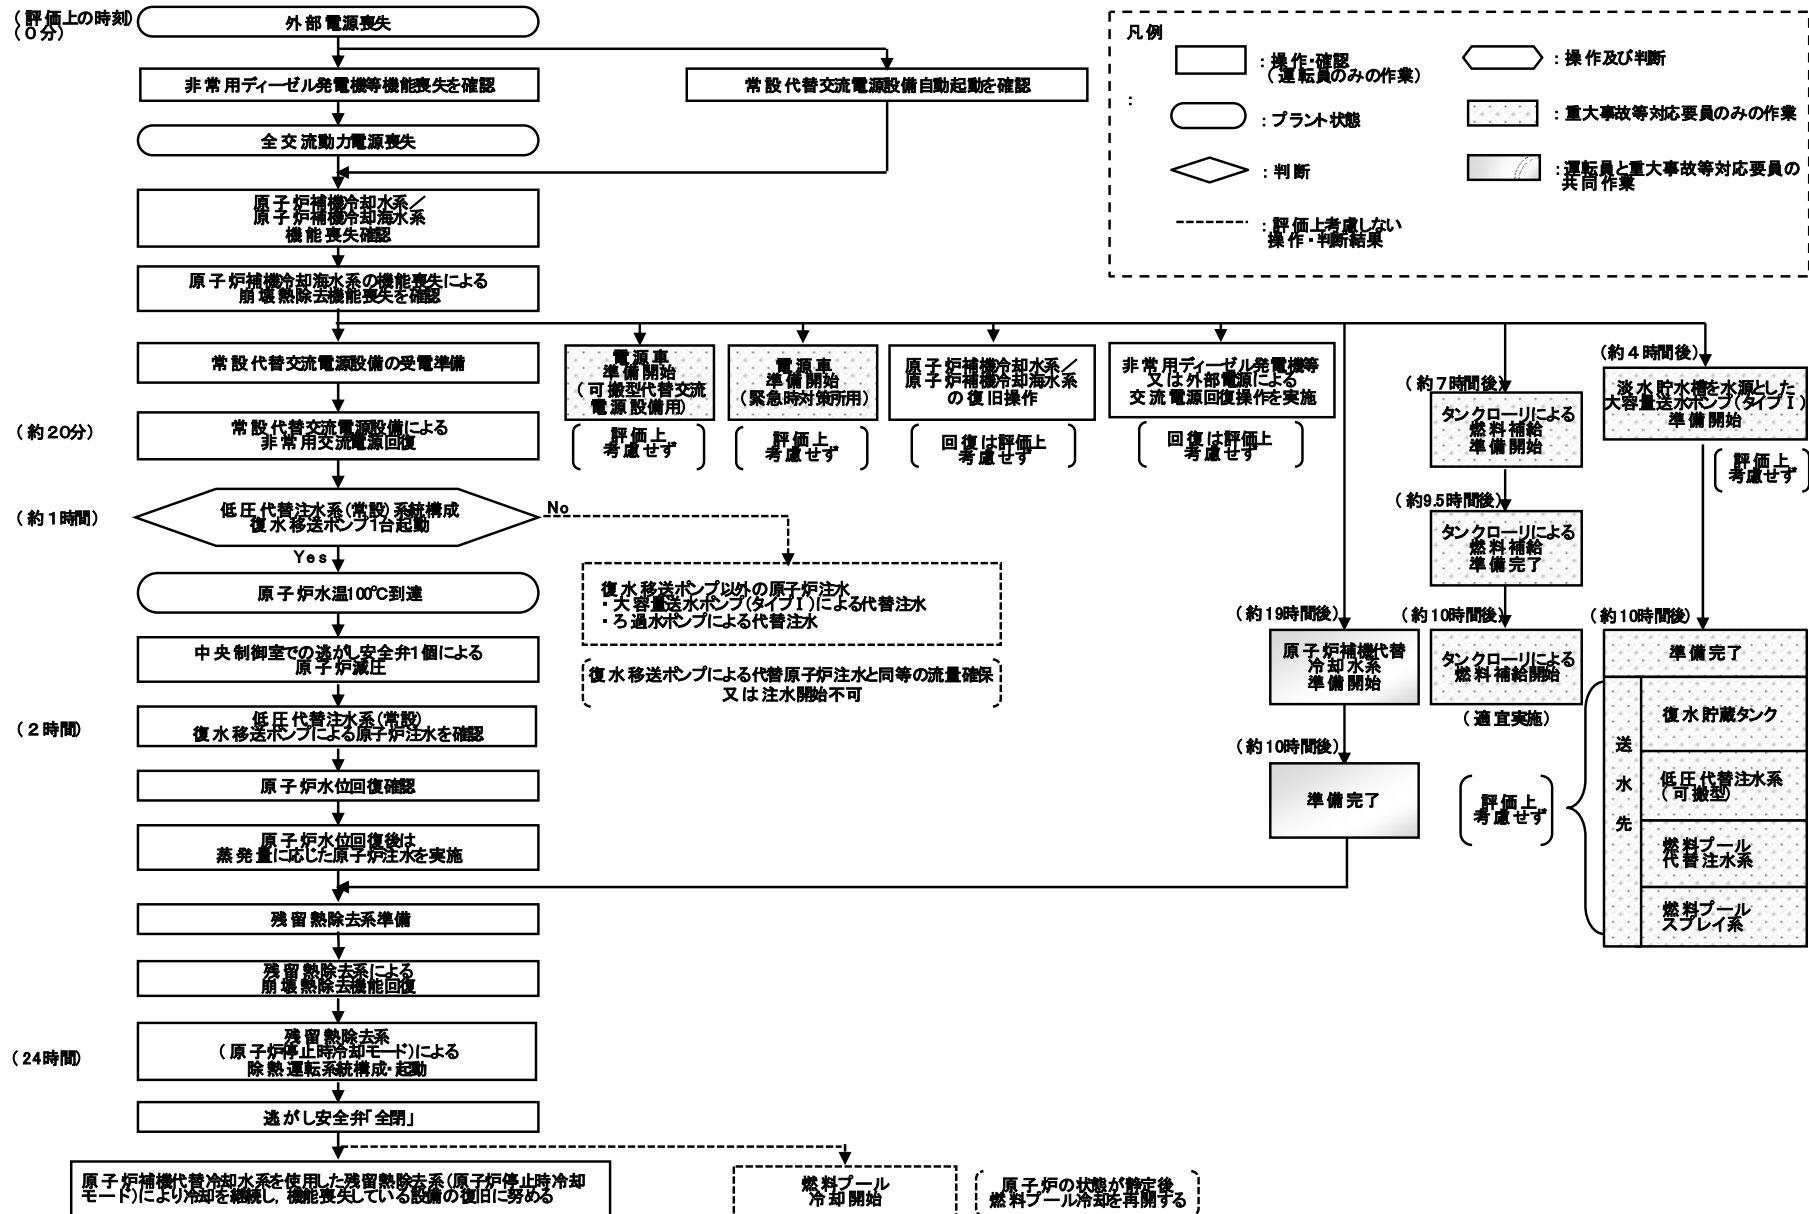 (評価上の時刻)
(0分)
外部電源喪失
非常用ディーゼル発電機等機能喪失を確認
常設代替交流電源設備自動起動を確認
全交流動力電源喪失
原子炉補機冷却水系／
原子炉補機冷却海水系
機能喪失確認
原子炉補機冷却海水系の機能喪失による
崩壊熱除去機能喪失を確認
凡例
:
：操作・確認
(運転員のみの作業)
：操作及び判断
：プラント状態
：重大事故等対応要員のみの作業
：判断
：運転員と重大事故等対応要員の
共同作業
：評価上考慮しない
操作・判断結果
常設代替交流電源設備の受電準備
電源車
準備開始
(可搬型代替交流
電源設備用)
評価上
考慮せず
電源車
準備開始
(緊急時対策所用)
評価上
考慮せず
原子炉補機冷却水系／
原子炉補機冷却海水系
の復旧操作
回復は評価上
考慮せず
非常用ディーゼル発電機等
又は外部電源による
交流電源回復操作を実施
回復は評価上
考慮せず
(約7時間後)
タンクローリによる
燃料補給
準備開始
(約4時間後)
淡水貯水槽を水源とした
大容量送水ポンプ(タイプⅠ)
準備開始
評価上
考慮せず
(約20分)
常設代替交流電源設備による
非常用交流電源回復
(約1時間)
低圧代替注水系(常設)系統構成
復水移送ポンプ1台起動
No
Yes
(約9.5時間後)
タンクローリによる
燃料補給
準備完了
原子炉水温100℃到達
復水移送ポンプ以外の原子炉注水
・大容量送水ポンプ(タイプⅠ)による代替注水
・ろ過水ポンプによる代替注水
復水移送ポンプによる代替原子炉注水と同等の流量確保
又は注水開始不可
(約19時間後)
原子炉補機代替
冷却水系
準備開始
(約10時間後)
タンクローリによる
燃料補給開始
(適宜実施)
(約10時間後)
準備完了
中央制御室での逃がし安全弁1個による
原子炉減圧
(2時間)
低圧代替注水系(常設)
復水移送ポンプによる原子炉注水を確認
(約10時間後)
準備完了
評価上
考慮せず
送水先
復水貯蔵タンク
低圧代替注水系
(可搬型)
燃料プール
代替注水系
燃料プール
スプレイ系
原子炉水位回復確認
原子炉水位回復後は
蒸発量に応じた原子炉注水を実施
残留熱除去系準備
残留熱除去系による
崩壊熱除去機能回復
(24時間)
残留熱除去系
(原子炉停止時冷却モード)による
除熱運転系統構成・起動
逃がし安全弁「全閉」
原子炉補機代替冷却水系を使用した残留熱除去系(原子炉停止時冷却
モード)により冷却を継続し，機能喪失している設備の復旧に努める
燃料プール
冷却開始
原子炉の状態が静定後
燃料プール冷却を再開する